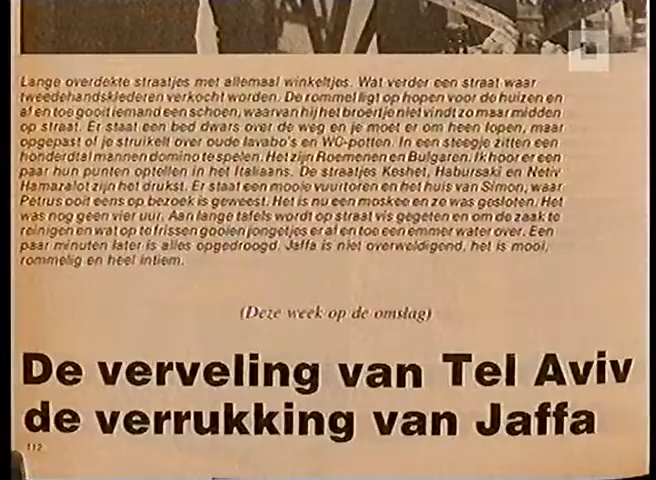 Lange overdekte straatjes met allemaal winkeltjes. Wat verder een straat waar
tweedehandsklederen verkocht worden. De rommel ligt op hopen voor de huizen en
af en toe gooit iemand een schoen, waarvan hij het broertje niet vindt zo maar midden
op straat. Er staat een bed dwars over de weg en je moet er om heen lopen, maar
opgepast of je struikelt over oude lavabo's en WC-potten. In een steegje zitten een
honderdtal mannen domino te spelen. Het zijn Roemenen en Bulgaren. Ik hoor er een
paar hun punten optellen in het Italiaans. De straatjes Keshet, Habursaki en Netiv
Hamazalot zijn het drukst. Er staat een mooie vuurtoren en het huis van Simon, waar
Petrus ooit eens op bezoek is geweest. Het is nu een moskee en ze was gesloten. Het
was nog geen vier uur. Aan lange tafels wordt op straat vis gegeten en om de zaak te
reinigen en wat op te frissen gooien jongetjes er af en toe een emmer water over. Een
paar minuten later is alles opgedroogd. Jaffa is niet overweldigend, het is mooi,
rommelig en heel intiem.
(Deze week op de omslag)
De verveling van Tel Aviv
de verrukking van Jaffa
112